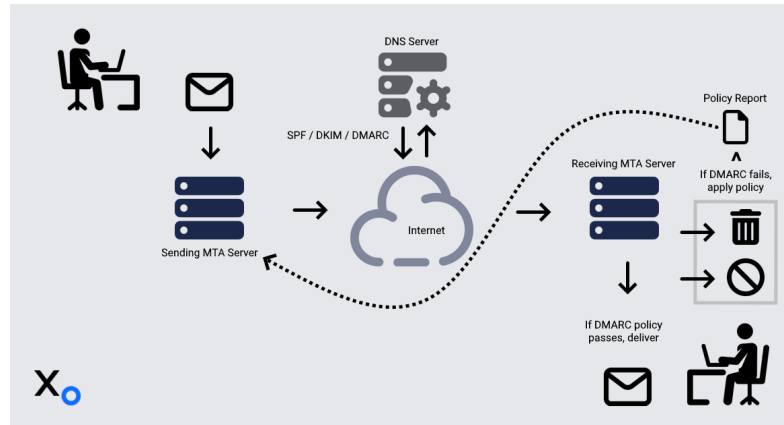 DNS Server
SPF / DKIM / DMARC
Policy Report
If DMARC fails,
apply policy
Receiving MTA Server
Internet
Sending MTA Server
If DMARC policy
passes, deliver
X